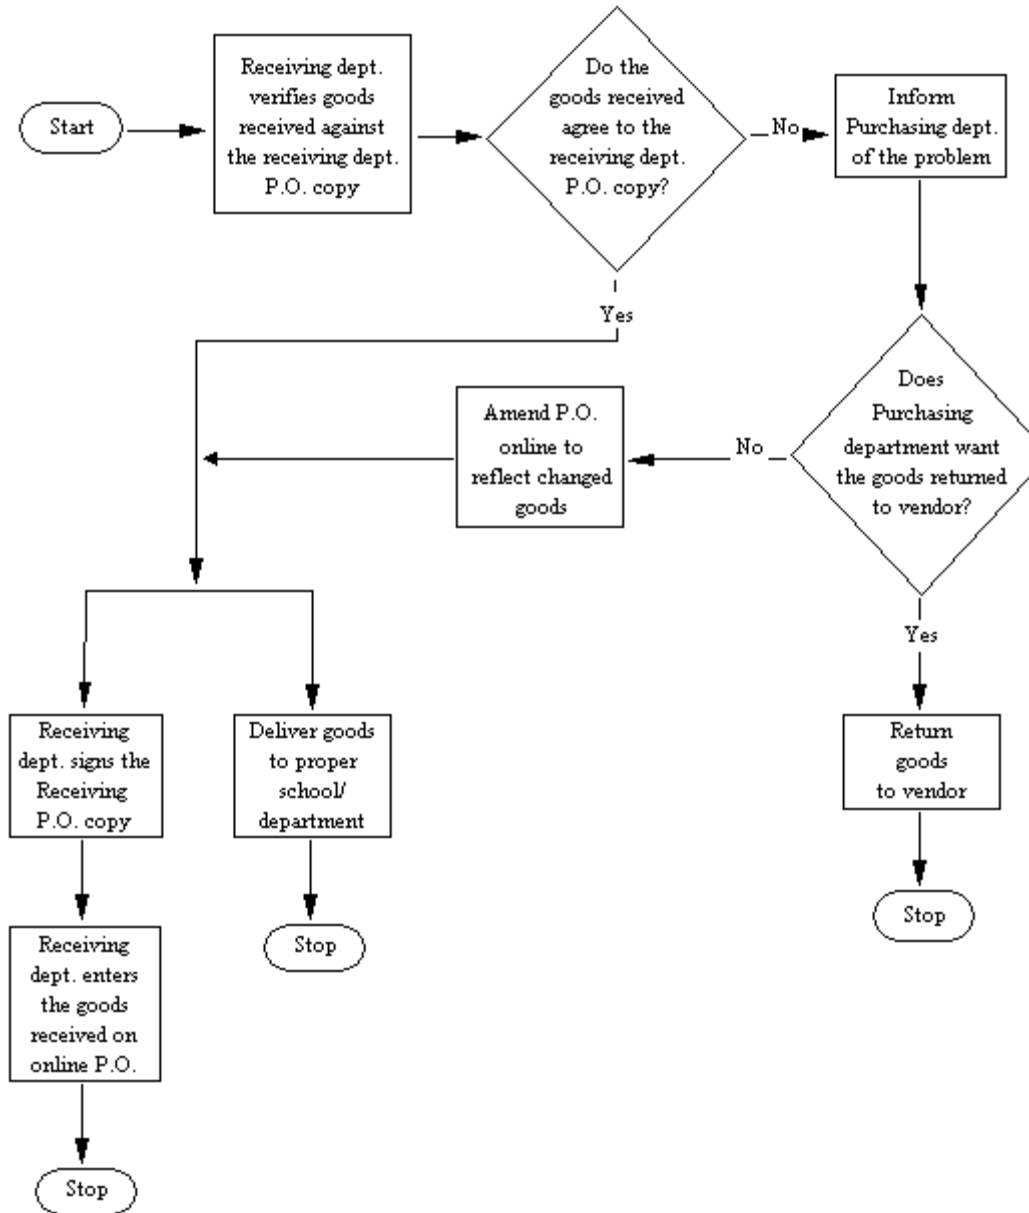 Start
Receiving dept.
verifies goods
received against
the receiving dept.
P.O. copy
Do the
goods received
agree to the
receiving dept.
P.O. copy?
No
Inform
Purchasing dept.
of the problem
Yes
Does
Purchasing
department want
the goods returned
to vendor?
No
Amend P.O.
online to
reflect changed
goods
Yes
Receiving
dept. signs the
Receiving
P.O. copy
Deliver goods
to proper
school/
department
Return
goods
to vendor
Stop
Stop
Receiving
dept. enters
the goods
received on
online P.O.
Stop